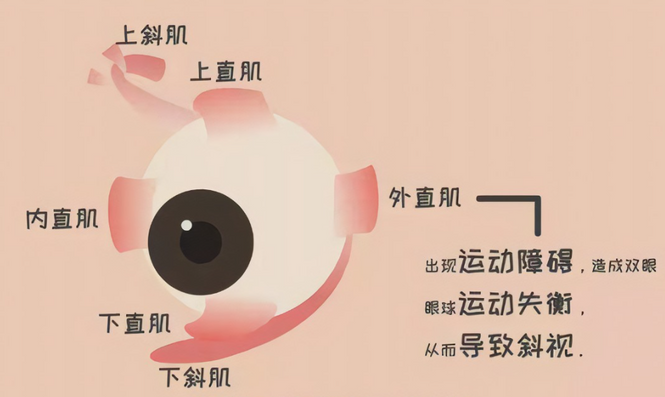 上斜肌
上直肌
内直肌
外直肌
下直肌
下斜肌
出现运动障碍，造成双眼
眼球运动失衡，
从而导致斜视.